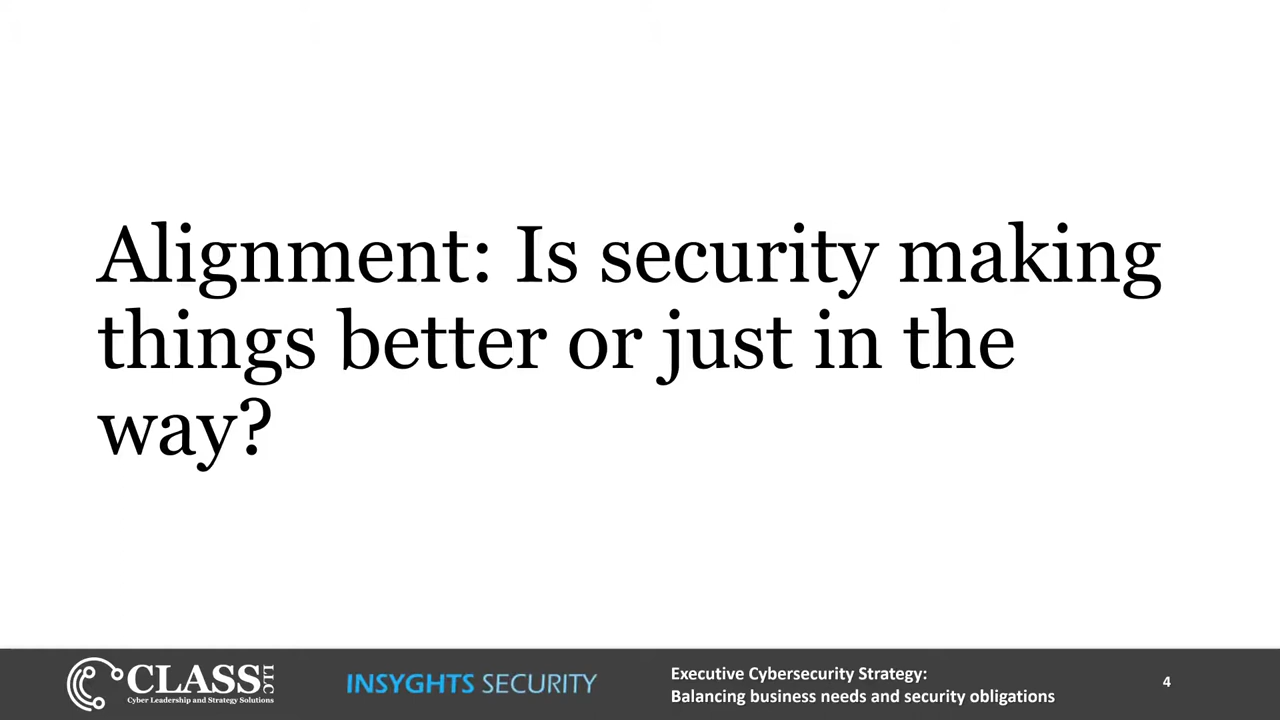 Alignment: Is security making
things better or just in the
way?
CLASS LLC
Cyber Leadership and Strategy Solutions
INSYGHTS SECURITY
Executive Cybersecurity Strategy:
Balancing business needs and security obligations
4